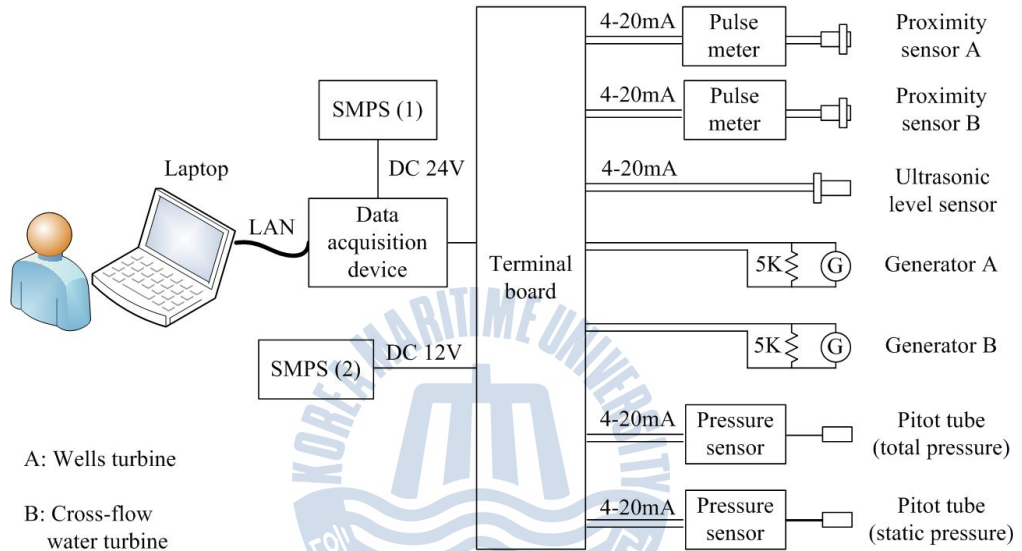 4-20mA
Pulse
meter
Proximity
sensor A
4-20mA
Pulse
meter
Proximity
sensor B
SMPS (1)
DC 24V
4-20mA
Ultrasonic
level sensor
Laptop
LAN
Data
acquisition
device
Terminal
board
5K
G
Generator A
5K
G
Generator B
SMPS (2)
DC 12V
4-20mA
Pressure
sensor
Pitot tube
(total pressure)
4-20mA
Pressure
sensor
Pitot tube
(static pressure)
A: Wells turbine
B: Cross-flow
water turbine
KOREA MARITIME UNIVERSITY